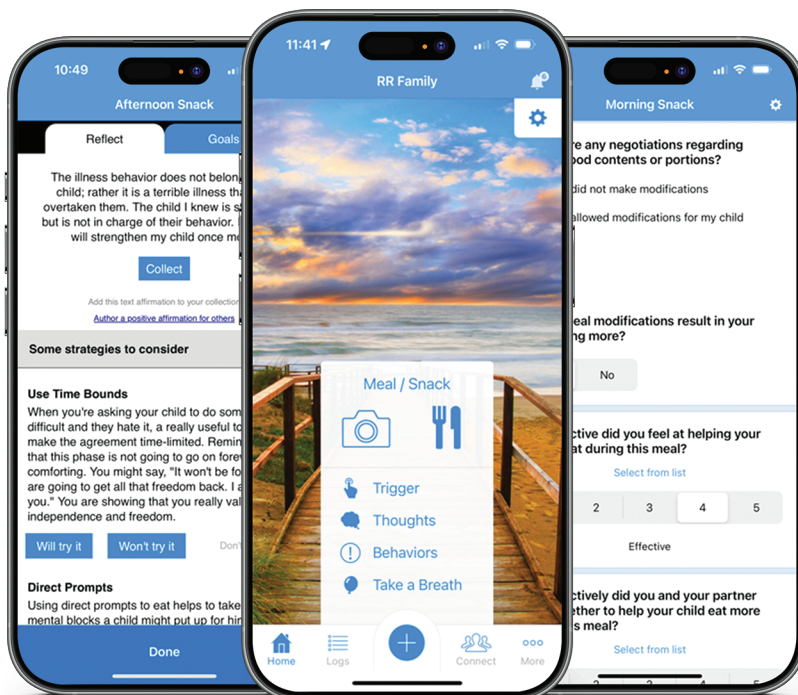 10:49
Afternoon Snack
Reflect
Goals
The illness behavior does not belon
child; rather it is a terrible illness tha
overtaken them. The child I knew is s
but is not in charge of their behavior.
will strengthen my child once mo
Collect
Add this text affirmation to your collection
Author a positive affirmation for others
Some strategies to consider
Use Time Bounds
When you're asking your child to do som
difficult and they hate it, a really useful to
make the agreement time-limited. Remin
that this phase is not going to go on forev
comforting. You might say, "It won't be fo
are going to get all that freedom back. I a
you." You are showing that you really val
independence and freedom.
Will try it
Won't try it
Don'
Direct Prompts
Using direct prompts to eat helps to take
mental blocks a child might put up for hin
Done
11:41
RR Family
Meal / Snack
Trigger
Thoughts
Behaviors
Take a Breath
Home
Logs
Connect
More
Morning Snack
re any negotiations regarding
ood contents or portions?
did not make modifications
allowed modifications for my child
eal modifications result in your
ng more?
No
ctive did you feel at helping your
at during this meal?
Select from list
2 3 4 5
Effective
ctively did you and your partner
ether to help your child eat more
s meal?
Select from list